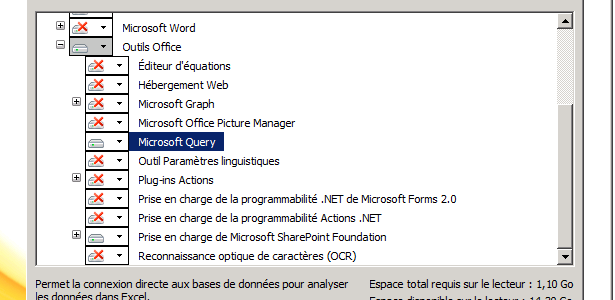 Microsoft Word
Outils Office
Éditeur d'équations
Hébergement Web
Microsoft Graph
Microsoft Office Picture Manager
Microsoft Query
Outil Paramètres linguistiques
Plug-ins Actions
Prise en charge de la programmabilité .NET de Microsoft Forms 2.0
Prise en charge de la programmabilité Actions .NET
Prise en charge de Microsoft SharePoint Foundation
Reconnaissance optique de caractères (OCR)
Permet la connexion directe aux bases de données pour analyser
les données dans Excel.
Espace total requis sur le lecteur : 1,10 Go